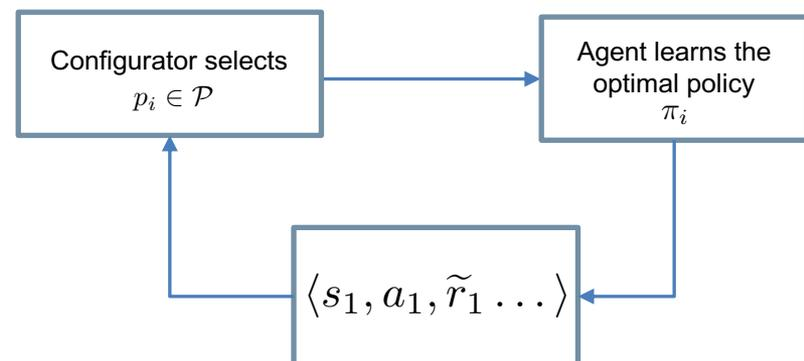 Configurator selects
$p_i \in \mathcal{P}$
Agent learns the
optimal policy
$\pi_i$
$\langle s_1, a_1, \widetilde{r}_1 \ldots \rangle$